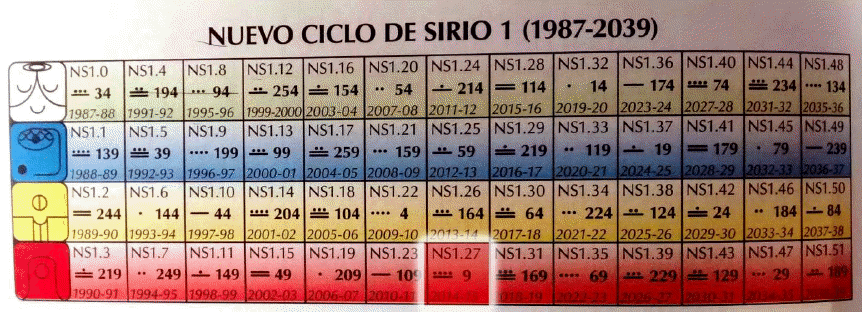 NUEVO CICLO DE SIRIO 1 (1987-2039)
NS1.0 NS1.4 NS1.8 NS1.12 NS1.16 NS1.20 NS1.24 NS1.28 NS1.32 NS1.36 NS1.40 NS1.44 NS1.48
34 194 94 254 154 54 214 114 14 174 74 234 134
1987-88 1991-92 1995-96 1999-2000 2003-04 2007-08 2011-12 2015-16 2019-20 2023-24 2027-28 2031-32 2035-36
NS1.1 NS1.5 NS1.9 NS1.13 NS1.17 NS1.21 NS1.25 NS1.29 NS1.33 NS1.37 NS1.41 NS1.45 NS1.49
139 39 199 99 259 159 59 219 119 19 179 79 239
1988-89 1992-93 1996-97 2000-01 2004-05 2008-09 2012-13 2016-17 2020-21 2024-25 2028-29 2032-33 2036-37
NS1.2 NS1.6 NS1.10 NS1.14 NS1.18 NS1.22 NS1.26 NS1.30 NS1.34 NS1.38 NS1.42 NS1.46 NS1.50
244 144 44 204 104 4 164 64 224 124 24 184 84
1989-90 1993-94 1997-98 2001-02 2005-06 2009-10 2013-14 2017-18 2021-22 2025-26 2029-30 2033-34 2037-38
NS1.3 NS1.7 NS1.11 NS1.15 NS1.19 NS1.23 NS1.27 NS1.31 NS1.35 NS1.39 NS1.43 NS1.47 NS1.51
219 249 149 49 209 109 9 169 69 229 129 29 189
1990-91 1994-95 1998-99 2002-03 2006-07